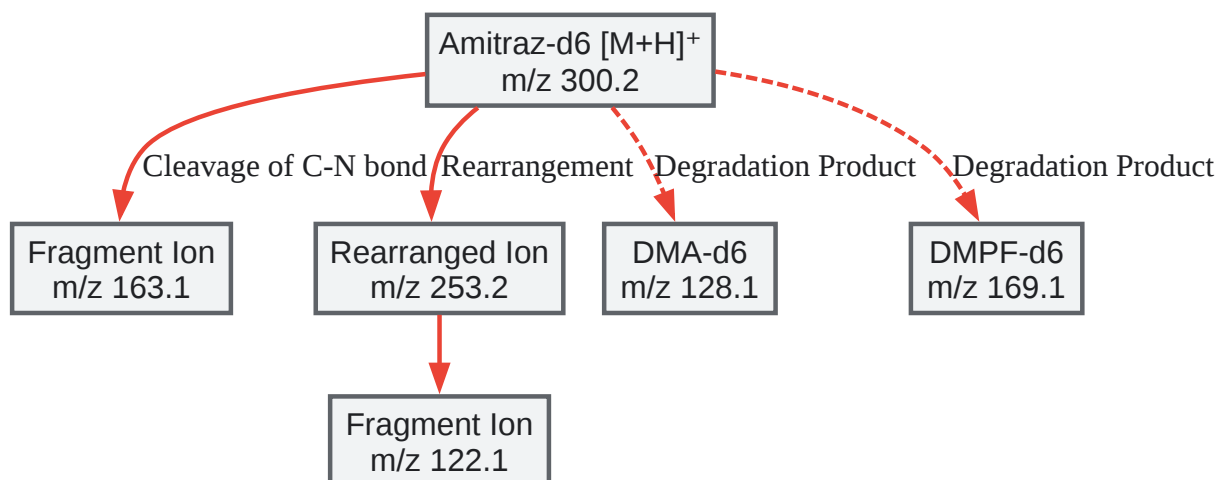 Amitraz-d6 [M+H]⁺
m/z 300.2
Cleavage of C-N bond
Rearrangement
Degradation Product
Degradation Product
Fragment Ion
m/z 163.1
Rearranged Ion
m/z 253.2
DMA-d6
m/z 128.1
DMPF-d6
m/z 169.1
Fragment Ion
m/z 122.1